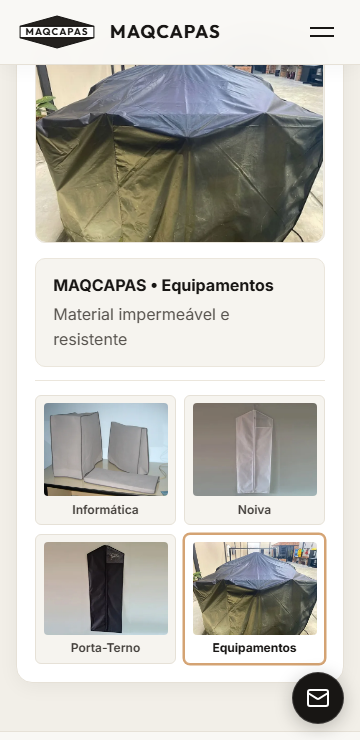 MAQCAPAS
MAQCAPAS
MAQCAPAS • Equipamentos
Material impermeável e
resistente
Informática
Noiva
Porta-Terno
Equipamentos